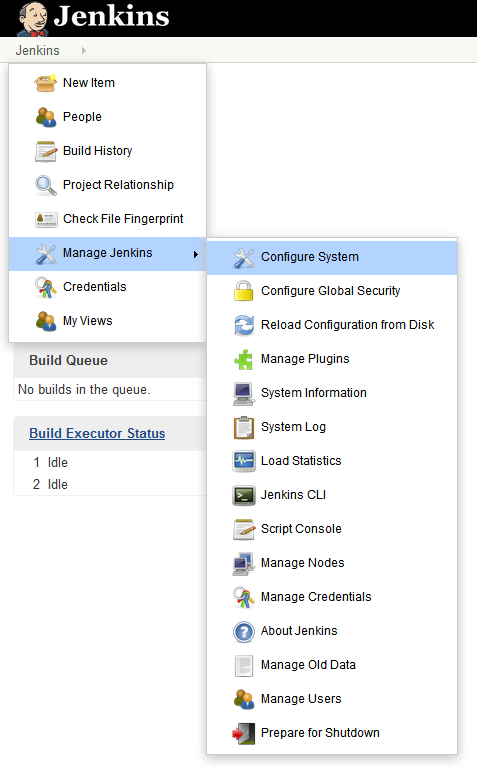 Jenkins
Jenkins
New Item
People
Build History
Project Relationship
Check File Fingerprint
Manage Jenkins
Credentials
My Views
Configure System
Configure Global Security
Reload Configuration from Disk
Manage Plugins
System Information
System Log
Load Statistics
Jenkins CLI
Script Console
Manage Nodes
Manage Credentials
About Jenkins
Manage Old Data
Manage Users
Prepare for Shutdown
Build Queue
No builds in the queue.
Build Executor Status
1 Idle
2 Idle